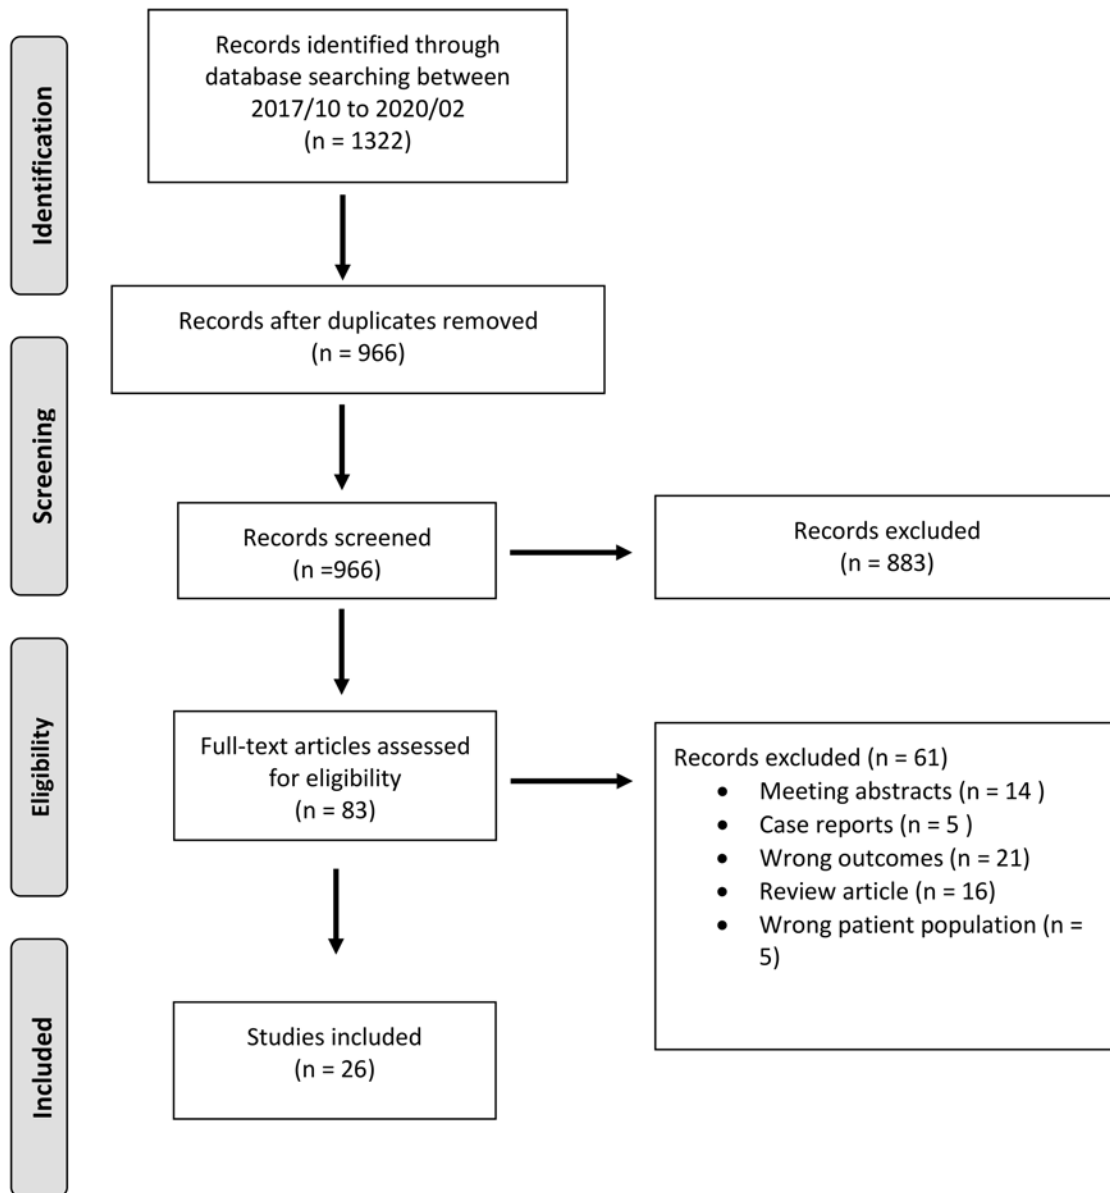 Identification
Records identified through
database searching between
2017/10 to 2020/02
(n = 1322)
Records after duplicates removed
(n = 966)
Screening
Records screened
(n =966)
Records excluded
(n = 883)
Eligibility
Full-text articles assessed
for eligibility
(n = 83)
Records excluded (n = 61)
• Meeting abstracts (n = 14 )
• Case reports (n = 5 )
• Wrong outcomes (n = 21)
• Review article (n = 16)
• Wrong patient population (n =
5)
Included
Studies included
(n = 26)